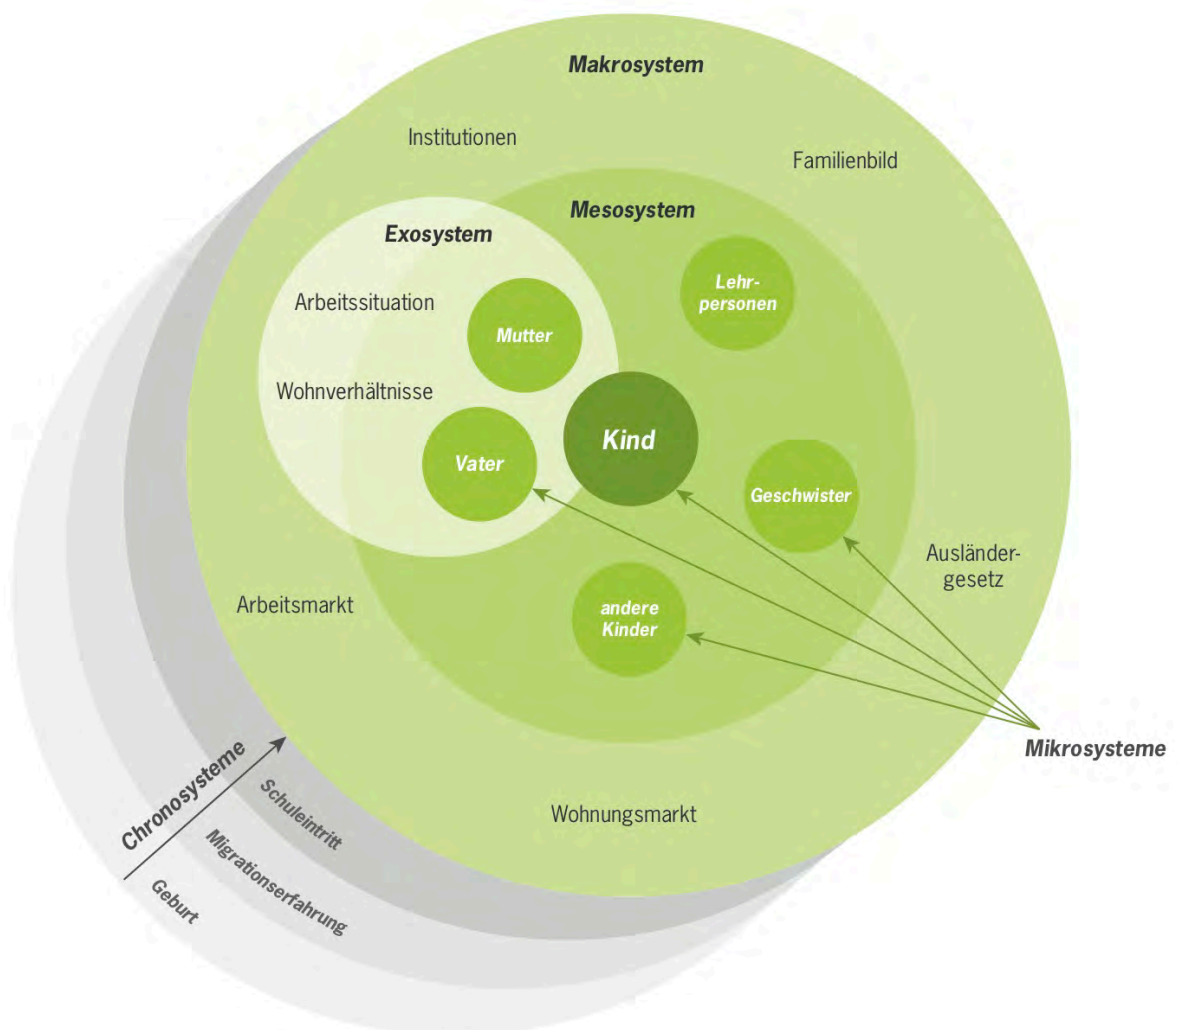 Makrosystem
Institutionen
Familienbild
Mesosystem
Exosystem
Lehr-
personen
Arbeitssituation
Mutter
Wohnverhältnisse
Kind
Vater
Geschwister
Ausländer-
gesetz
Arbeitsmarkt
andere
Kinder
Mikrosysteme
Chronosysteme
Schuleintritt
Wohnungsmarkt
Migrationserfahrung
Geburt